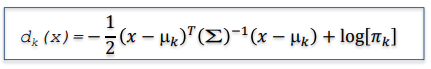 d_k (x) = − 1/2 (x − μ_k)^T (Σ)^−1 (x − μ_k) + log[π_k]